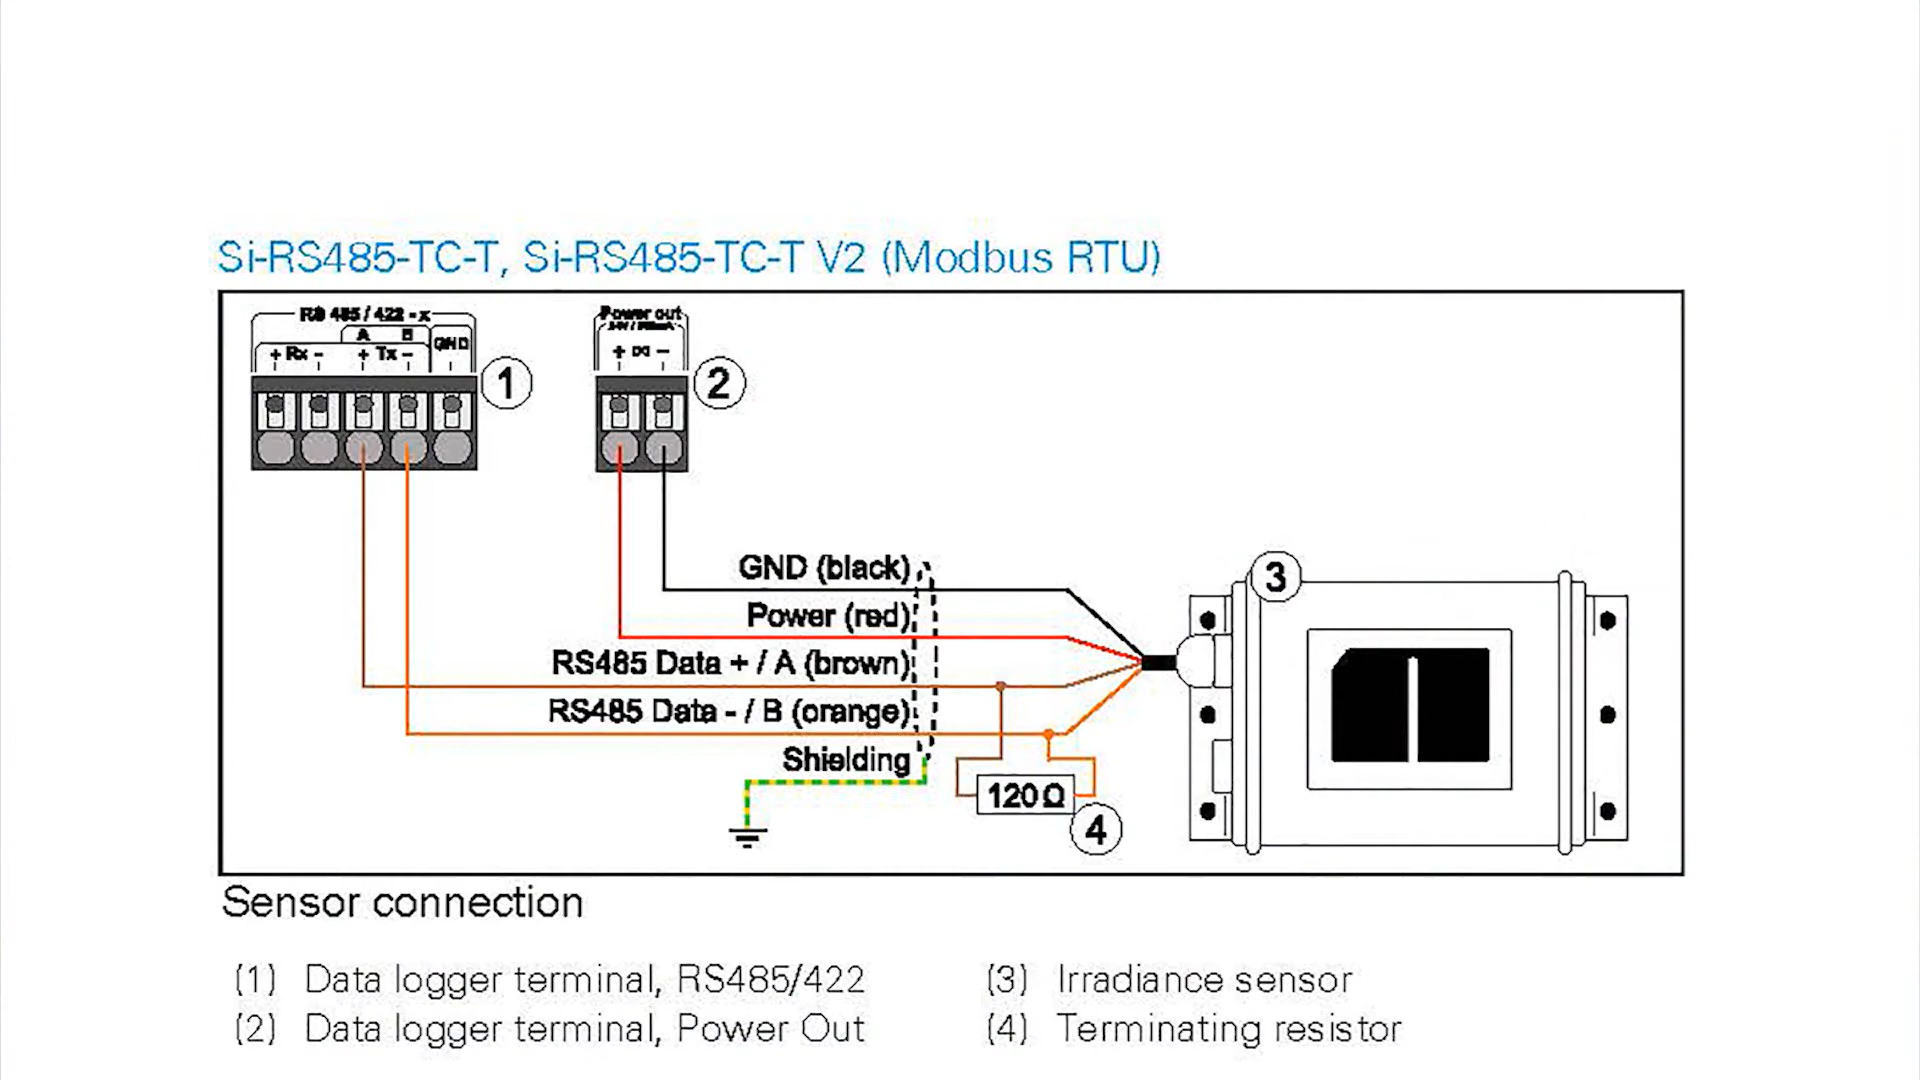 Si-RS485-TC-T, Si-RS485-TC-T V2 (Modbus RTU)
RS 485 / 422 - x
A B
+ Rx - + Tx - GND
Power out
+ -
1
2
GND (black)
3
Power (red)
RS485 Data + / A (brown)
RS485 Data - / B (orange)
Shielding
120 Ω
4
Sensor connection
(1) Data logger terminal, RS485/422
(2) Data logger terminal, Power Out
(3) Irradiance sensor
(4) Terminating resistor